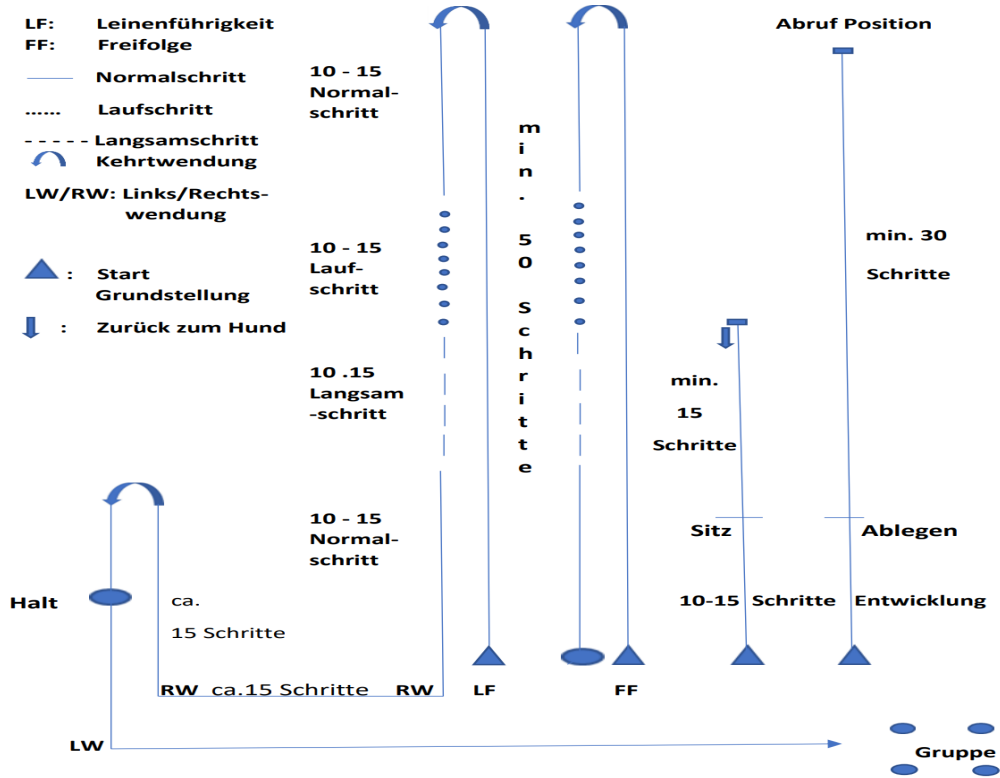 LF: Leinenführigkeit
FF: Freifolge
Normalschritt
...... Laufschritt
- - - - - Langsamschritt
Kehrtwendung
LW/RW: Links/Rechts-
wendung
: Start
Grundstellung
: Zurück zum Hund
10 - 15
Normal-
schritt
10 - 15
Lauf-
schritt
10 .15
Langsam
-schritt
10 - 15
Normal-
schritt
min. 50 Schritte
Abruf Position
min. 30
Schritte
min.
15
Schritte
Sitz
Ablegen
10-15 Schritte Entwicklung
Halt
ca.
15 Schritte
RW ca.15 Schritte RW LF FF
LW
Gruppe